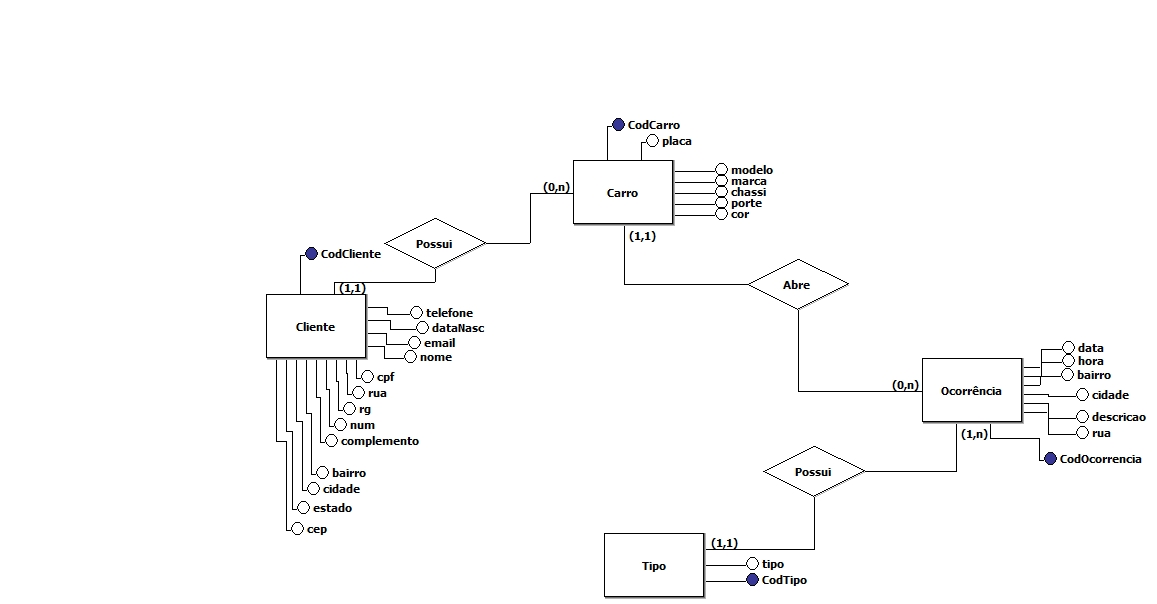 CodCarro
placa
modelo
marca
chassi
porte
cor
Carro
(0,n)
(1,1)
Possui
CodCliente
(1,1)
Abre
Cliente
telefone
dataNasc
email
nome
cpf
rua
rg
num
complemento
bairro
cidade
estado
cep
data
hora
bairro
cidade
descricao
rua
Ocorrência
(0,n)
(1,n)
CodOcorrencia
Possui
(1,1)
Tipo
tipo
CodTipo